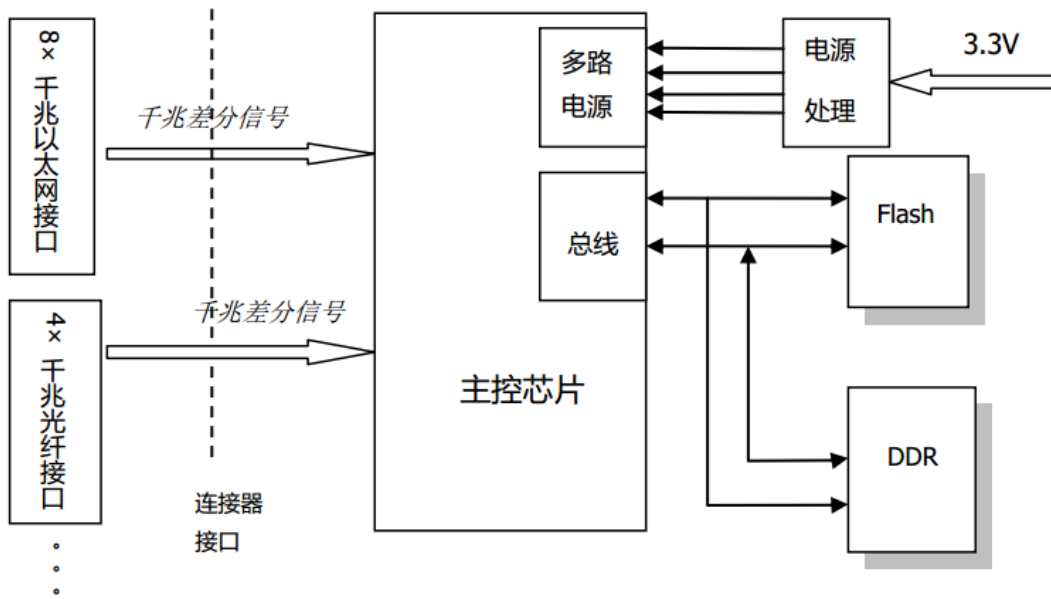 8× 千兆以太网接口
千兆差分信号
4× 千兆光纤接口
千兆差分信号
连接器
接口
主控芯片
多路
电源
总线
电源
处理
3.3V
Flash
DDR